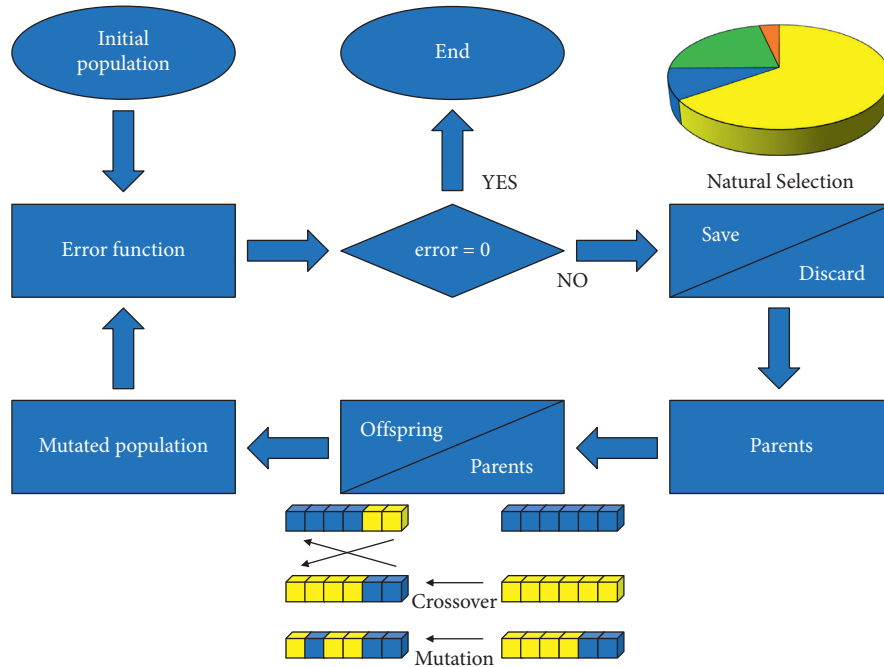 Initial
population
End
YES
Natural Selection
Error function
error = 0
NO
Save
Discard
Mutated population
Offspring
Parents
Parents
Crossover
Mutation